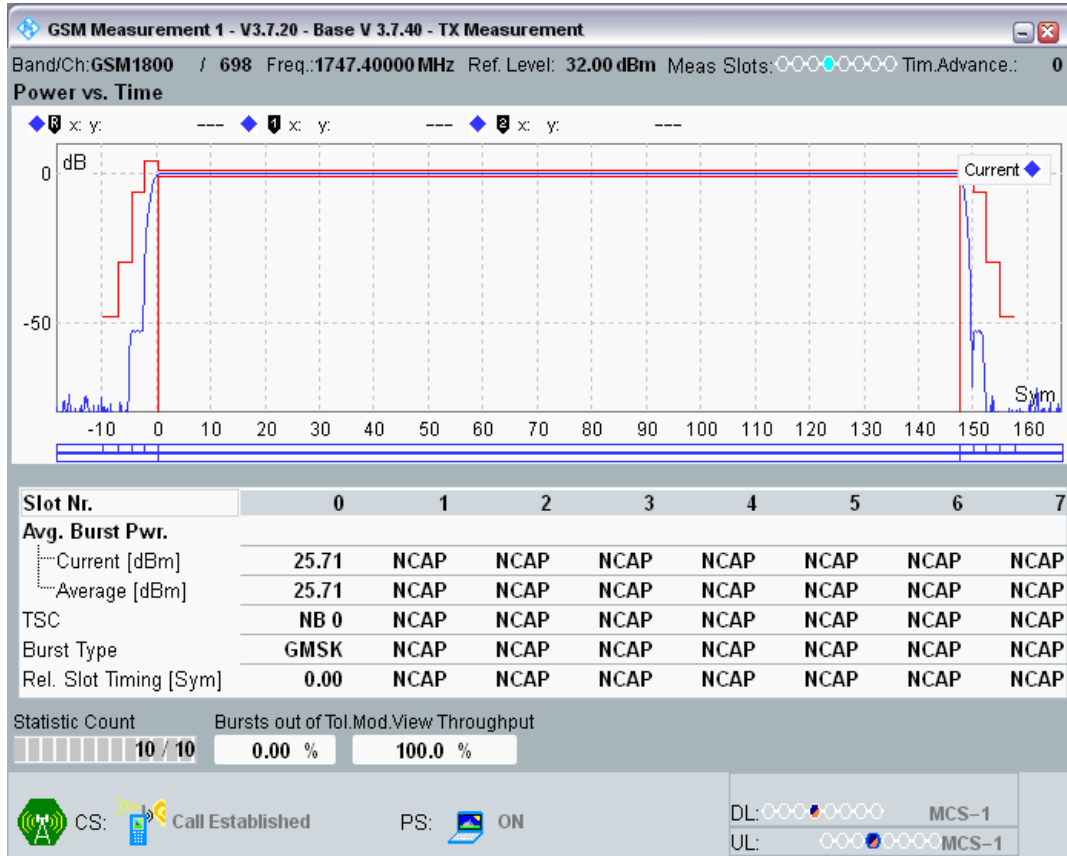 GSM Measurement 1 - V3.7.20 - Base V 3.7.40 - TX Measurement
Band/Ch:GSM1800 / 698 Freq.:1747.40000 MHz Ref. Level: 32.00 dBm Meas Slots: Tim.Advance.: 0
Power vs. Time
R x: y: --- 1 x: y: --- 2 x: y: ---
dB
Current
0
-50
Sym
-10 0 10 20 30 40 50 60 70 80 90 100 110 120 130 140 150 160
Slot Nr. 0 1 2 3 4 5 6 7
Avg. Burst Pwr.
Current [dBm] 25.71 NCAP NCAP NCAP NCAP NCAP NCAP NCAP
Average [dBm] 25.71 NCAP NCAP NCAP NCAP NCAP NCAP NCAP
TSC NB 0 NCAP NCAP NCAP NCAP NCAP NCAP NCAP
Burst Type GMSK NCAP NCAP NCAP NCAP NCAP NCAP NCAP
Rel. Slot Timing [Sym] 0.00 NCAP NCAP NCAP NCAP NCAP NCAP NCAP
Statistic Count Bursts out of Tol.Mod.View Throughput
10 / 10 0.00 % 100.0 %
CS: Call Established PS: ON DL: MCS-1
UL: MCS-1